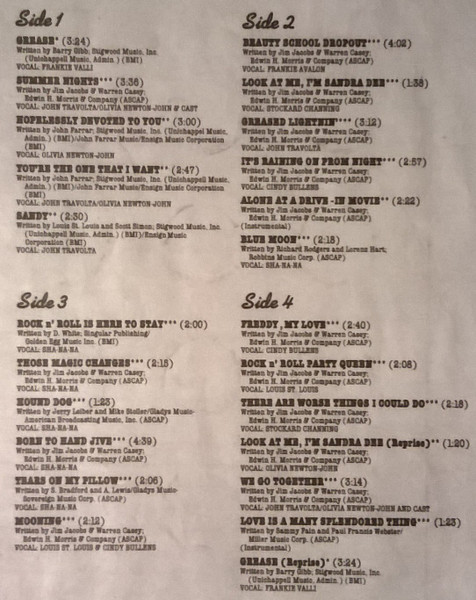 Side 1
GREASE* (3:24)
Written by Barry Gibb; Stigwood Music, Inc.
(Unichappell Music, Admin.) (BMI)
VOCAL: FRANKIE VALLI
SUMMER NIGHTS*** (3:36)
Written by Jim Jacobs & Warren Casey;
Edwin H. Morris & Company (ASCAP)
VOCAL: JOHN TRAVOLTA/OLIVIA NEWTON-JOHN & CAST
HOPELESSLY DEVOTED TO YOU** (3:00)
Written by John Farrar; Stigwood Music, Inc. (Unichappel Music,
Admin.) (BMI)/John Farrar Music/Ensign Music Corporation
(BMI)
VOCAL: OLIVIA NEWTON-JOHN
YOU'RE THE ONE THAT I WANT** (2:47)
Written by John Farrar; Stigwood Music, Inc. (Unichappell Music,
Admin.) (BMI)/John Farrar Music/Ensign Music Corporation
(BMI)
VOCAL: JOHN TRAVOLTA/OLIVIA NEWTON-JOHN
SANDY** (2:30)
Written by Louis St. Louis and Scott Simon; Stigwood Music, Inc.
(Unichappell Music, Admin.) (BMI)/Ensign Music
Corporation (BMI)
VOCAL: JOHN TRAVOLTA
Side 2
BEAUTY SCHOOL DROPOUT*** (4:02)
Written by Jim Jacobs & Warren Casey;
Edwin H. Morris & Company (ASCAP)
VOCAL: FRANKIE AVALON
LOOK AT ME, I'M SANDRA DEE*** (1:38)
Written by Jim Jacobs & Warren Casey;
Edwin H. Morris & Company (ASCAP)
VOCAL: STOCKARD CHANNING
GREASED LIGHTNIN'*** (3:12)
Written by Jim Jacobs & Warren Casey;
Edwin H. Morris & Company (ASCAP)
VOCAL: JOHN TRAVOLTA
IT'S RAINING ON PROM NIGHT*** (2:57)
Written by Jim Jacobs & Warren Casey;
Edwin H. Morris & Company (ASCAP)
VOCAL: CINDY BULLENS
ALONE AT A DRIVE-IN MOVIE** (2:22)
Written by Jim Jacobs & Warren Casey;
Edwin H. Morris & Company (ASCAP)
(Instrumental)
BLUE MOON*** (2:18)
Written by Richard Rodgers and Lorenz Hart;
Robbins Music Corp. (ASCAP)
VOCAL: SHA-NA-NA
Side 3
ROCK n' ROLL IS HERE TO STAY*** (2:00)
Written by D. White; Singular Publishing/
Golden Egg Music Inc. (BMI)
VOCAL: SHA-NA-NA
THOSE MAGIC CHANGES*** (2:15)
Written by Jim Jacobs & Warren Casey;
Edwin H. Morris & Company (ASCAP)
VOCAL: SHA-NA-NA
HOUND DOG*** (1:23)
Written by Jerry Leiber and Mike Stoller/Gladys Music-
American Broadcasting Music, Inc. (ASCAP)
VOCAL: SHA-NA-NA
BORN TO HAND JIVE*** (4:39)
Written by Jim Jacobs & Warren Casey;
Edwin H. Morris & Company (ASCAP)
VOCAL: SHA-NA-NA
TEARS ON MY PILLOW*** (2:06)
Written by S. Bradford and A. Lewis/Gladys Music-
Sovereign Music Corp. (ASCAP)
VOCAL: SHA-NA-NA
MOONING*** (2:12)
Written by Jim Jacobs & Warren Casey;
Edwin H. Morris & Company (ASCAP)
VOCAL: LOUIS ST. LOUIS & CINDY BULLENS
Side 4
FREDDY, MY LOVE*** (2:40)
Written by Jim Jacobs & Warren Casey;
Edwin H. Morris & Company (ASCAP)
VOCAL: CINDY BULLENS
ROCK n' ROLL PARTY QUEEN*** (2:08)
Written by Jim Jacobs & Warren Casey;
Edwin H. Morris & Company (ASCAP)
VOCAL: LOUIS ST. LOUIS
THERE ARE WORSE THINGS I COULD DO*** (2:18)
Written by Jim Jacobs & Warren Casey;
Edwin H. Morris & Company (ASCAP)
VOCAL: STOCKARD CHANNING
LOOK AT ME, I'M SANDRA DEE (Reprise)** (1:20)
Written by Jim Jacobs & Warren Casey;
Edwin H. Morris & Company (ASCAP)
VOCAL: OLIVIA NEWTON-JOHN
WE GO TOGETHER*** (3:14)
Written by Jim Jacobs & Warren Casey;
Edwin H. Morris & Company (ASCAP)
VOCAL: JOHN TRAVOLTA/OLIVIA NEWTON-JOHN AND CAST
LOVE IS A MANY SPLENDORED THING*** (1:23)
Written by Sammy Fain and Paul Francis Webster/
Miller Music Corp. (ASCAP)
(Instrumental)
GREASE (Reprise)* (3:24)
Written by Barry Gibb; Stigwood Music, Inc.
(Unichappell Music, Admin.) (BMI)
VOCAL: FRANKIE VALLI